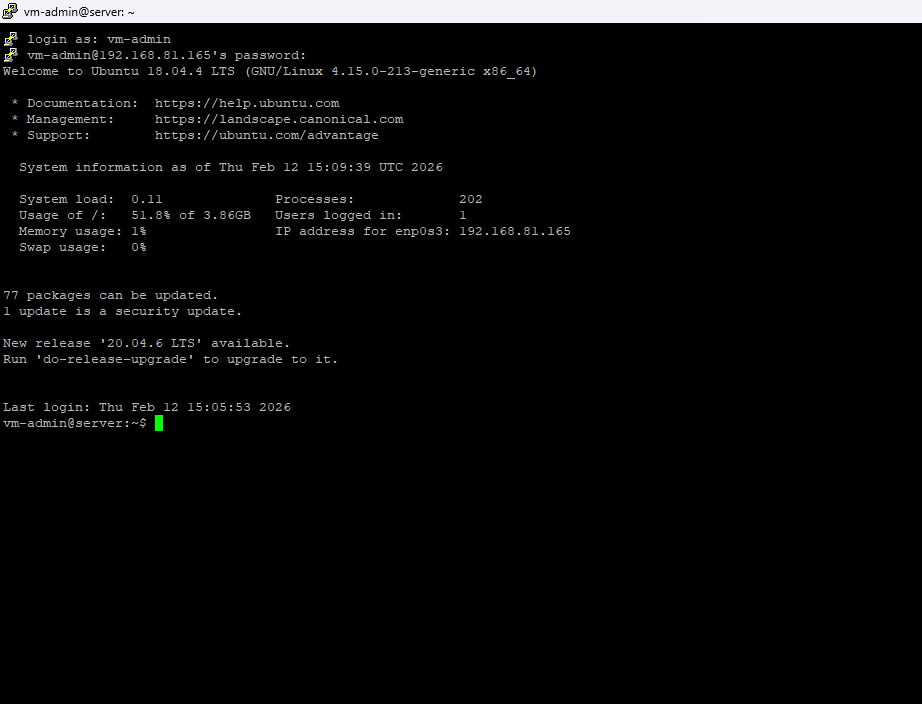 vm-admin@server: ~
login as: vm-admin
vm-admin@192.168.81.165's password:
Welcome to Ubuntu 18.04.4 LTS (GNU/Linux 4.15.0-213-generic x86_64)
* Documentation:  https://help.ubuntu.com
* Management:     https://landscape.canonical.com
* Support:        https://ubuntu.com/advantage
System information as of Thu Feb 12 15:09:39 UTC 2026
System load:  0.11              Processes:             202
Usage of /:   51.8% of 3.86GB   Users logged in:       1
Memory usage: 1%                IP address for enp0s3: 192.168.81.165
Swap usage:   0%
77 packages can be updated.
1 update is a security update.
New release '20.04.6 LTS' available.
Run 'do-release-upgrade' to upgrade to it.
Last login: Thu Feb 12 15:05:53 2026
vm-admin@server:~$